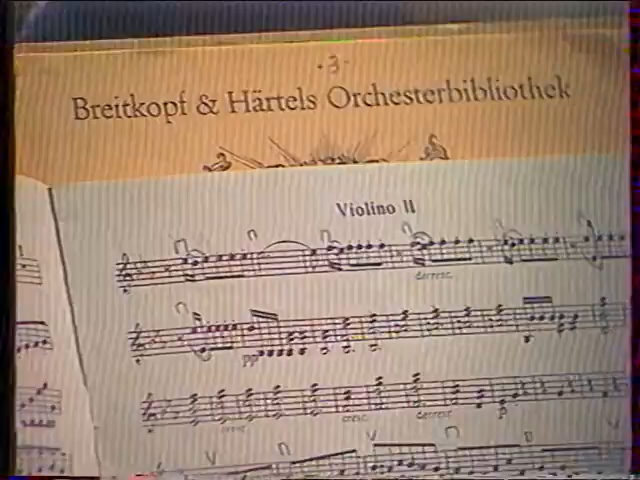 ·3·
Breitkopf & Härtels Orchesterbibliothek
Violino II
decresc.
pp
cresc. cresc. decresc. p